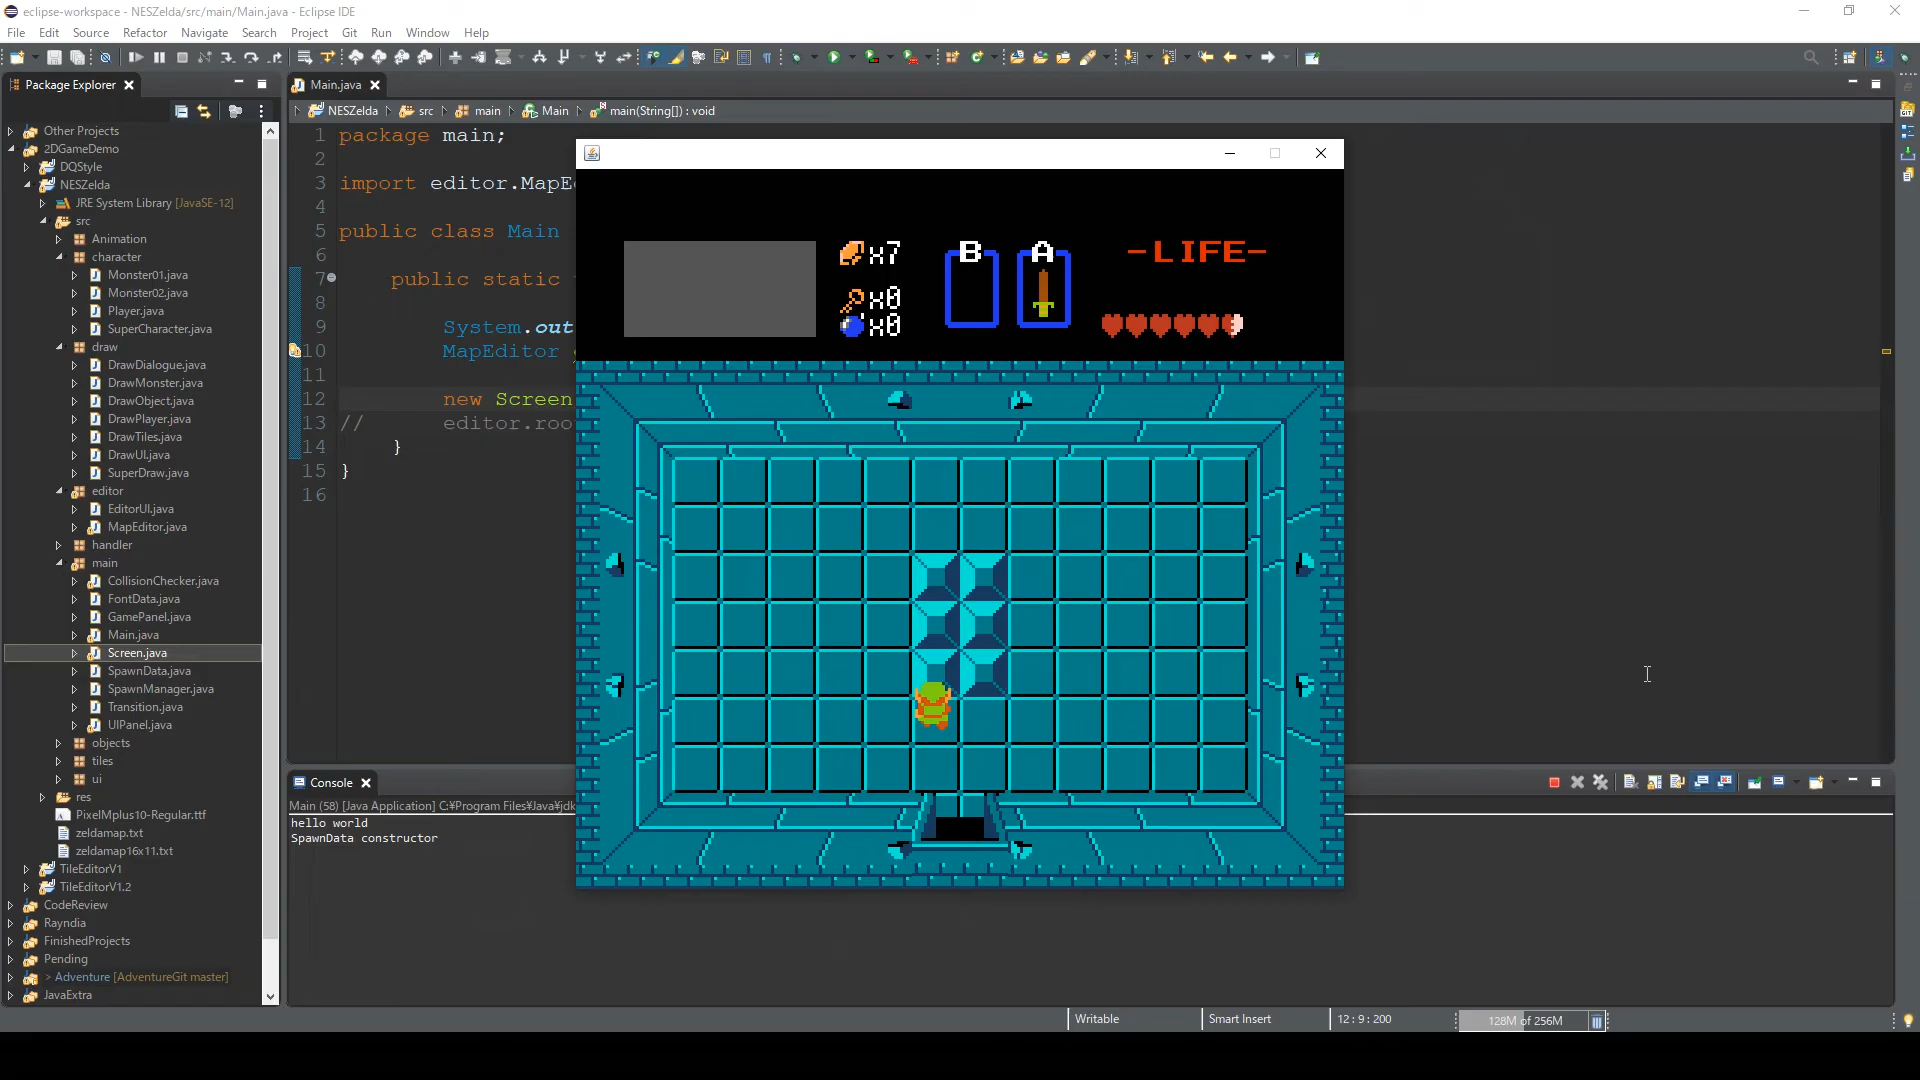 eclipse-workspace - NESZelda/src/main/Main.java - Eclipse IDE
File Edit Source Refactor Navigate Search Project Git Run Window Help
Package Explorer
Main.java
NESZelda src main Main main(String[]) : void
Other Projects
2DGameDemo
DQStyle
NESZelda
JRE System Library [JavaSE-12]
src
Animation
character
Monster01.java
Monster02.java
Player.java
SuperCharacter.java
draw
DrawDialogue.java
DrawMonster.java
DrawObject.java
DrawPlayer.java
DrawTiles.java
DrawUI.java
SuperDraw.java
editor
EditorUI.java
MapEditor.java
handler
main
CollisionChecker.java
FontData.java
GamePanel.java
Main.java
Screen.java
SpawnData.java
SpawnManager.java
Transition.java
UIPanel.java
objects
tiles
ui
res
PixelMplus10-Regular.ttf
zeldamap.txt
zeldamap16x11.txt
TileEditorV1
TileEditorV1.2
CodeReview
Rayndia
FinishedProjects
Pending
> Adventure [AdventureGit master]
JavaExtra
1 package main;
2
3 import editor.MapE
4
5 public class Main
6
7 public static
8
9 System.out
10 MapEditor
11
12 new Screen
13 // editor.roo
14 }
15 }
16
x7
x0
x0
B A
-LIFE-
Console
Main (58) [Java Application] C:¥Program Files¥Java¥jdk
hello world
SpawnData constructor
Writable Smart Insert 12 : 9 : 200 128M of 256M